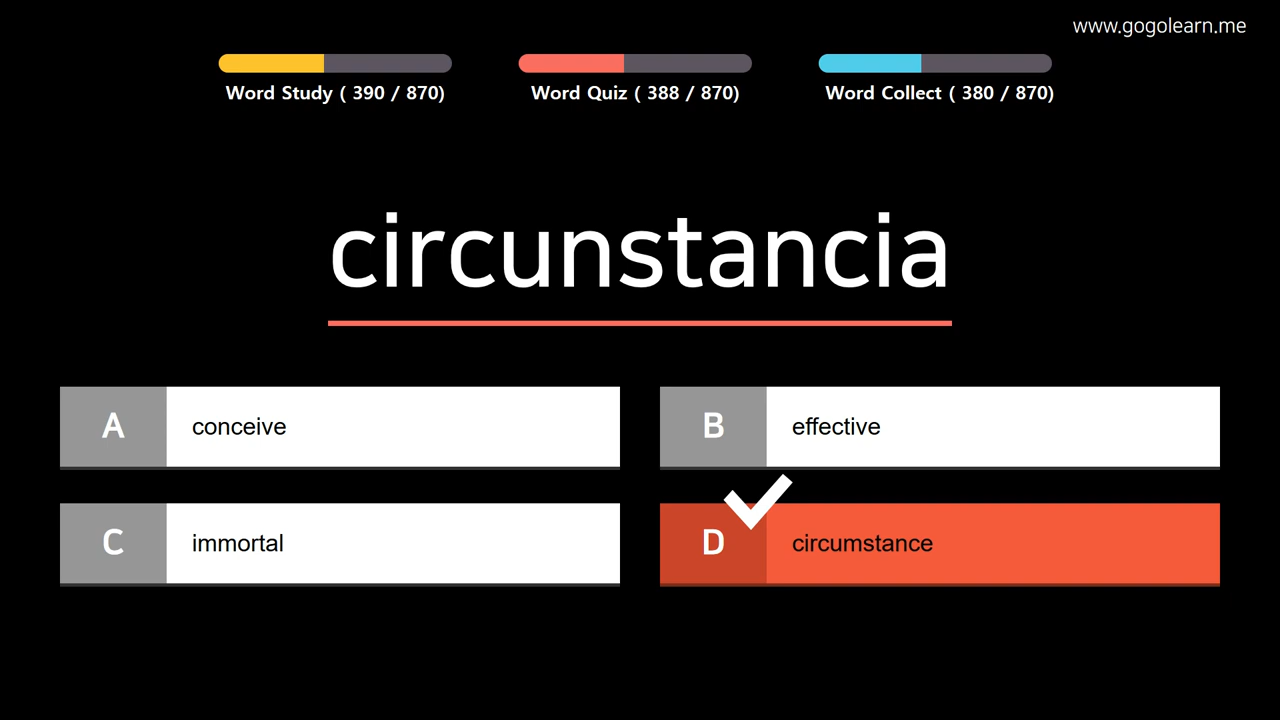 www.gogolearn.me
Word Study ( 390 / 870)
Word Quiz ( 388 / 870)
Word Collect ( 380 / 870)
circunstancia
A conceive
B effective
C immortal
D circumstance